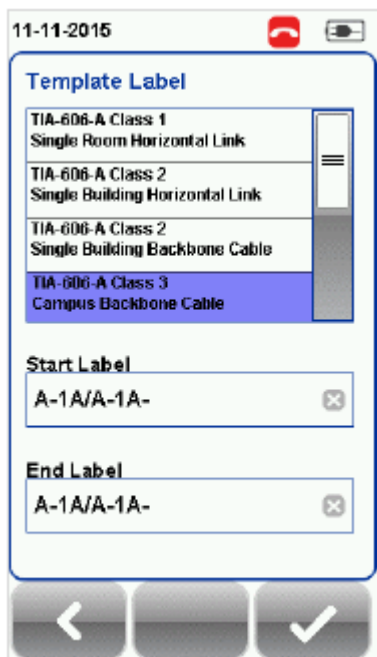 11-11-2015
Template Label
TIA-606-A Class 1
Single Room Horizontal Link
TIA-606-A Class 2
Single Building Horizontal Link
TIA-606-A Class 2
Single Building Backbone Cable
TIA-606-A Class 3
Campus Backbone Cable
Start Label
A-1A/A-1A-
End Label
A-1A/A-1A-